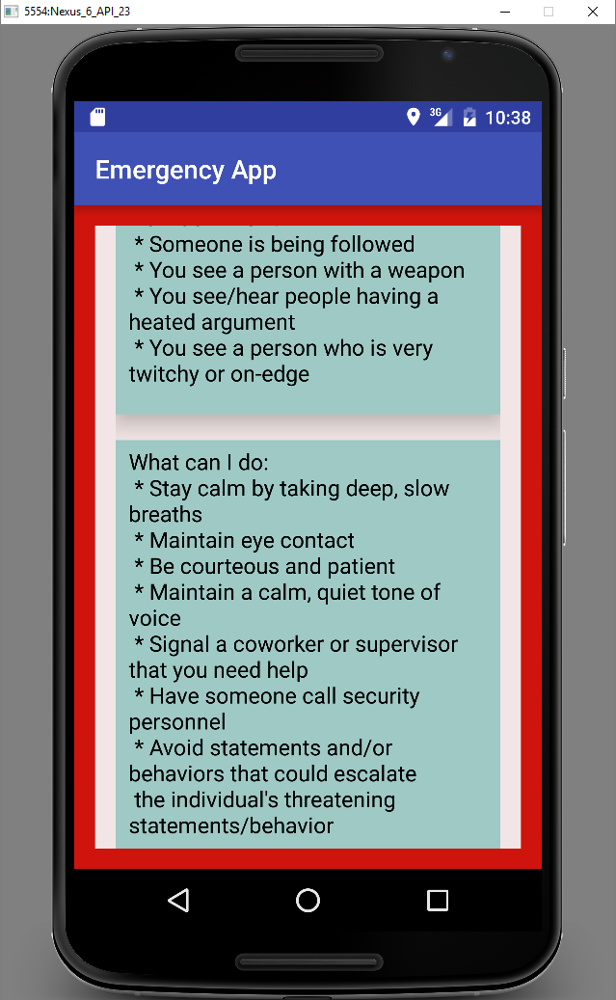 5554:Nexus_6_API_23
3G 10:38
Emergency App
* Someone is being followed
* You see a person with a weapon
* You see/hear people having a
heated argument
* You see a person who is very
twitchy or on-edge
What can I do:
* Stay calm by taking deep, slow
breaths
* Maintain eye contact
* Be courteous and patient
* Maintain a calm, quiet tone of
voice
* Signal a coworker or supervisor
that you need help
* Have someone call security
personnel
* Avoid statements and/or
behaviors that could escalate
the individual's threatening
statements/behavior